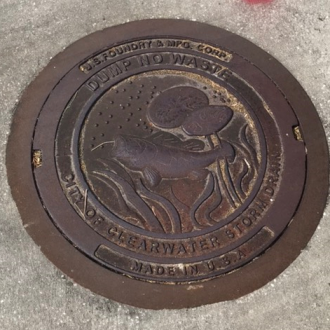 U.S. FOUNDRY & MFG. CORP.
DUMP NO WASTE
CITY OF CLEARWATER STORM DRAIN
MADE IN U.S.A.